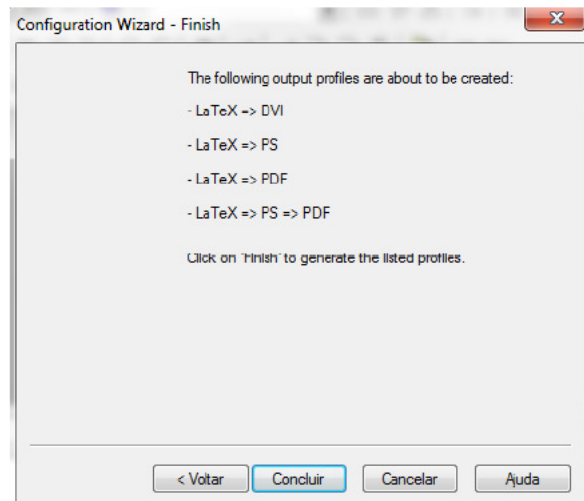 Configuration Wizard - Finish
The following output profiles are about to be created:
- LaTeX => DVI
- LaTeX => PS
- LaTeX => PDF
- LaTeX => PS => PDF
Click on 'Finish' to generate the listed profiles.
< Voltar Concluir Cancelar Ajuda